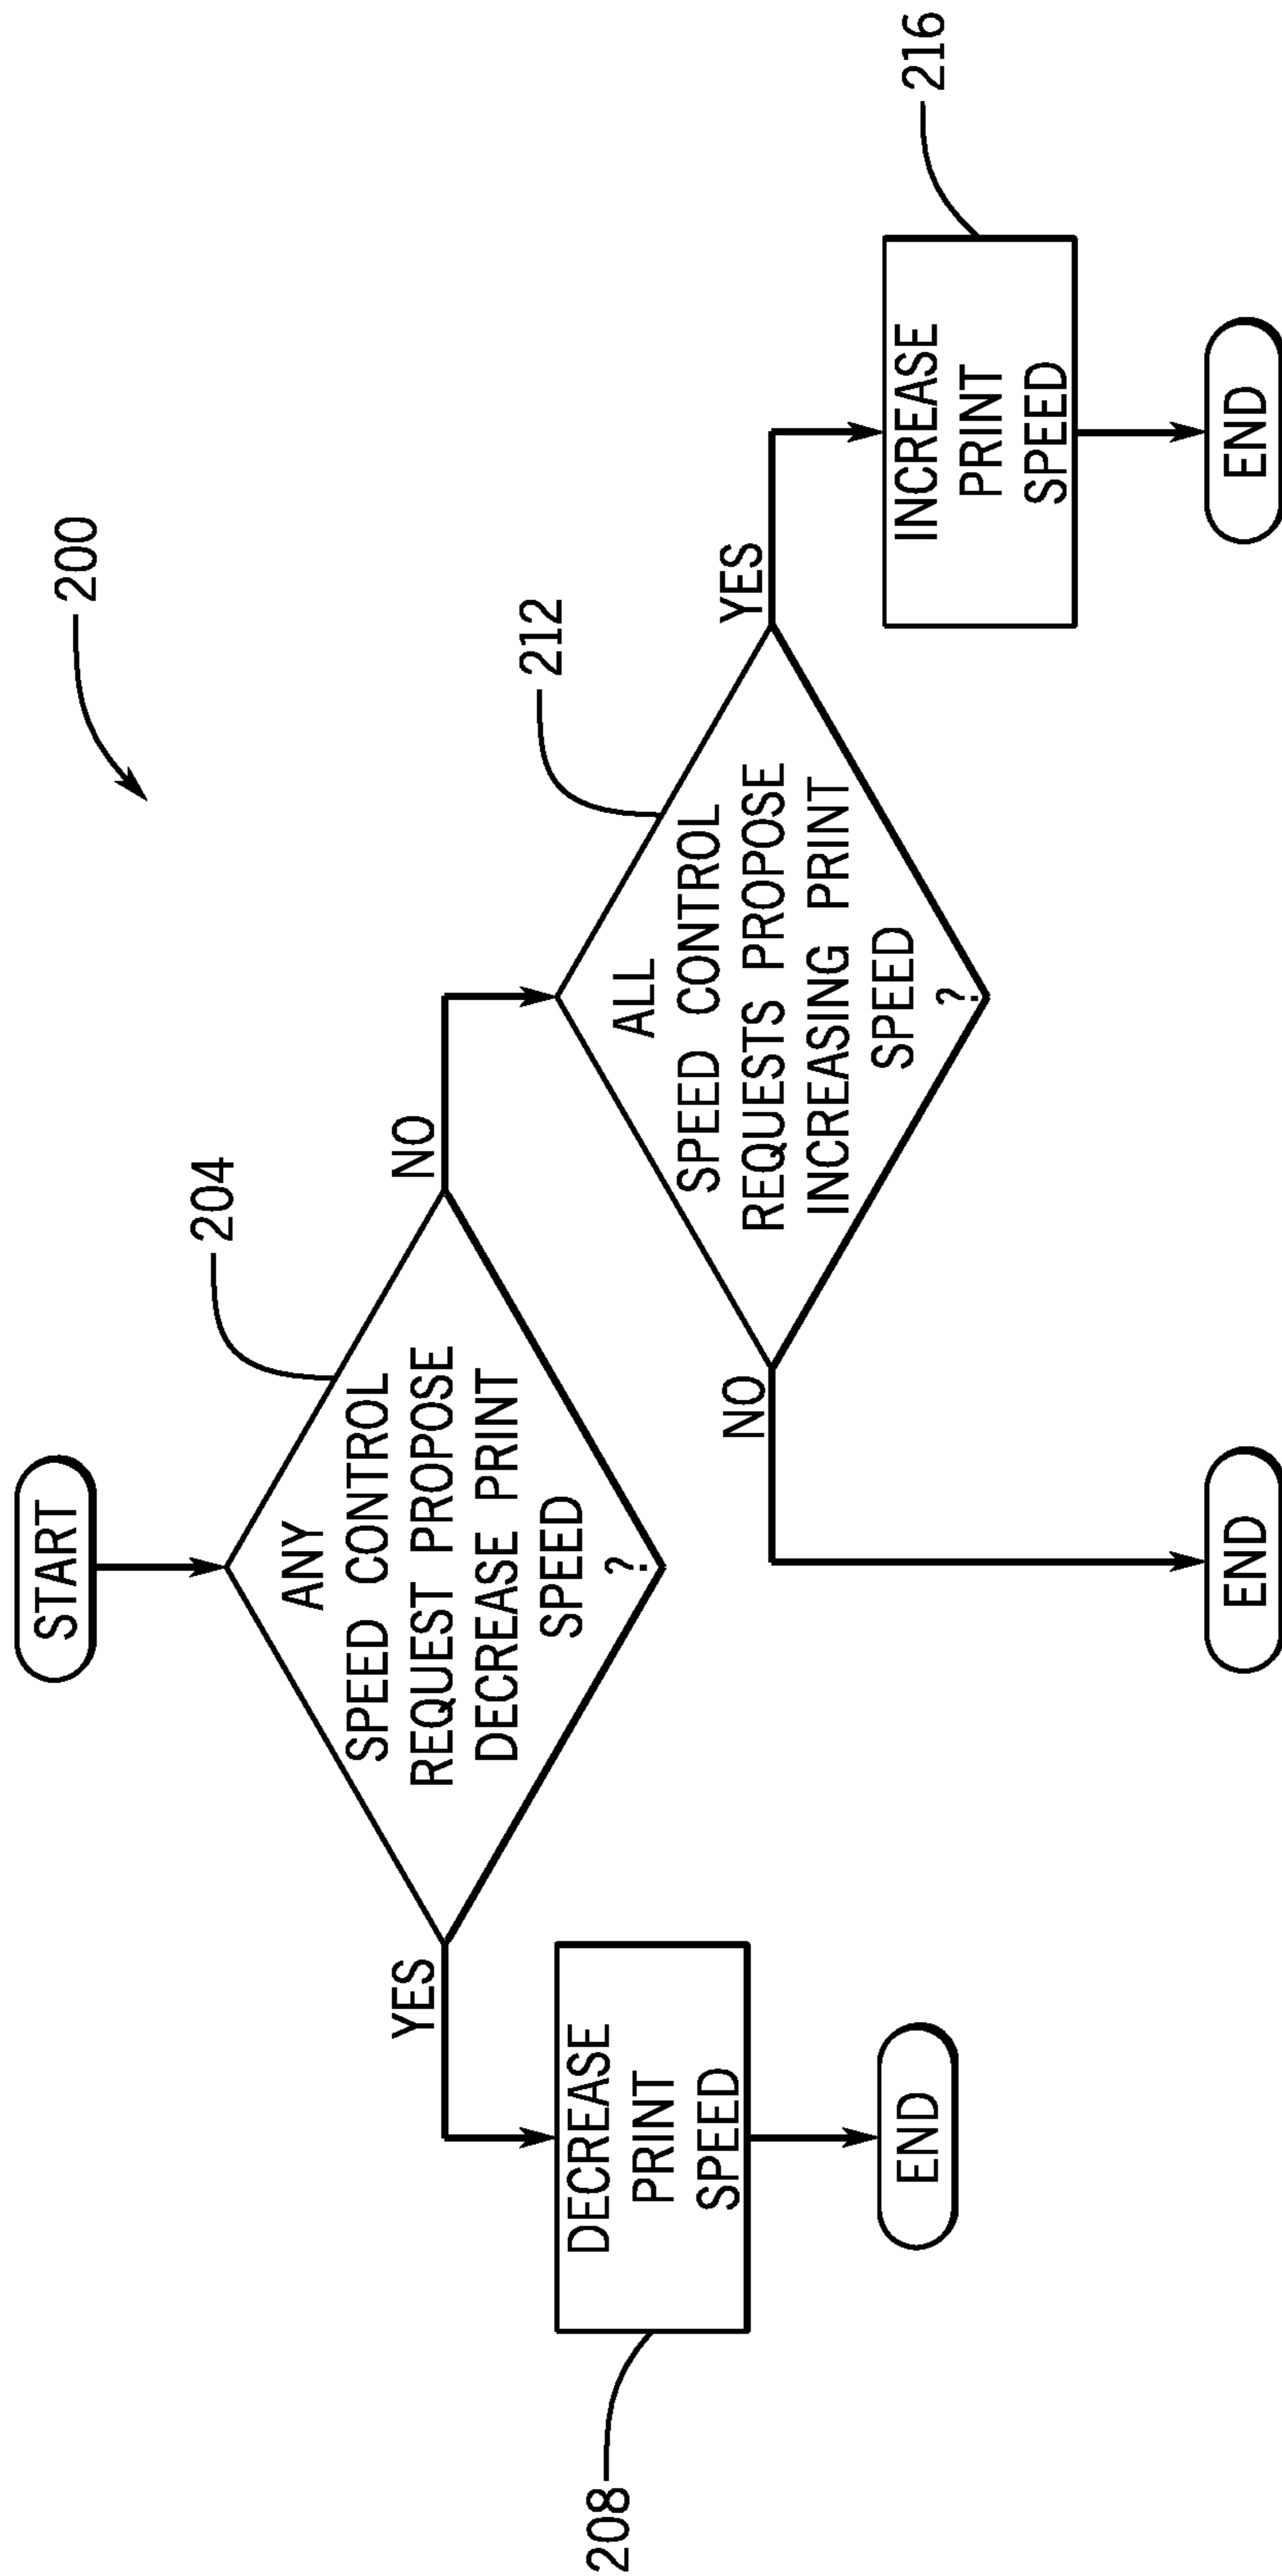 200
START
204
ANY
SPEED CONTROL
REQUEST PROPOSE
DECREASE PRINT
SPEED
?
YES
NO
208
DECREASE
PRINT
SPEED
END
212
ALL
SPEED CONTROL
REQUESTS PROPOSE
INCREASING PRINT
SPEED
?
NO
YES
END
216
INCREASE
PRINT
SPEED
END